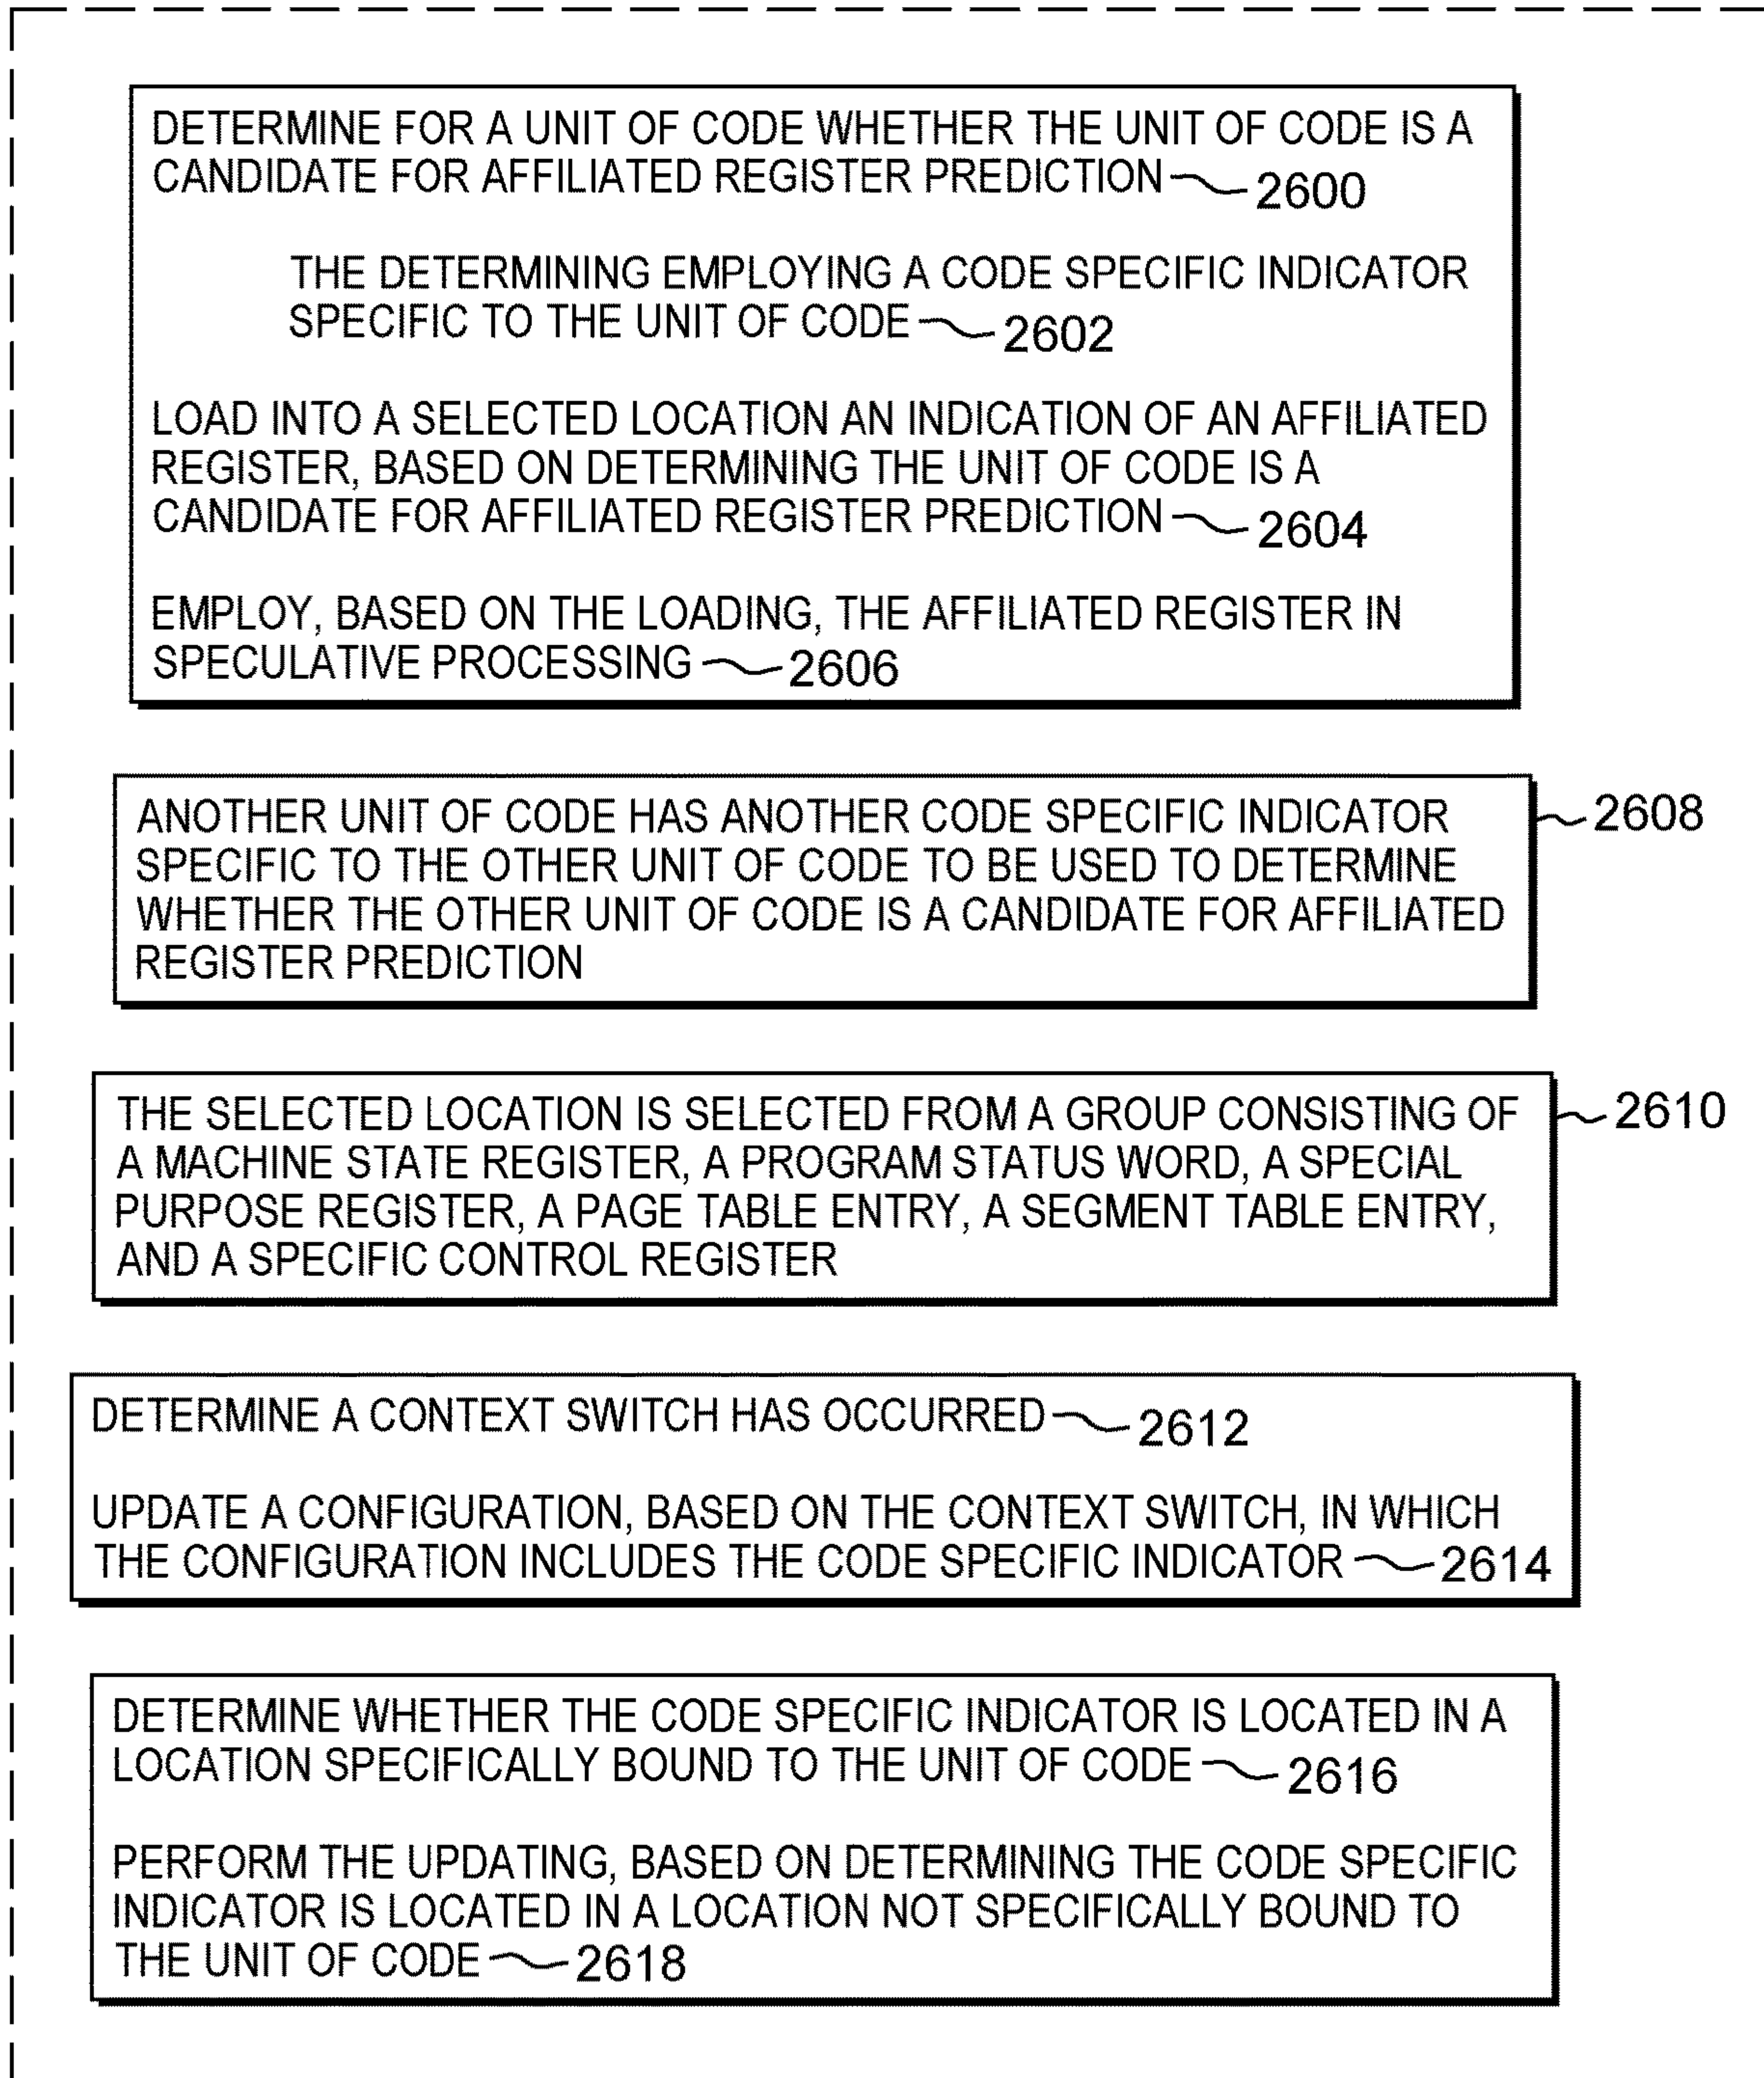 DETERMINE FOR A UNIT OF CODE WHETHER THE UNIT OF CODE IS A
CANDIDATE FOR AFFILIATED REGISTER PREDICTION 2600
THE DETERMINING EMPLOYING A CODE SPECIFIC INDICATOR
SPECIFIC TO THE UNIT OF CODE 2602
LOAD INTO A SELECTED LOCATION AN INDICATION OF AN AFFILIATED
REGISTER, BASED ON DETERMINING THE UNIT OF CODE IS A
CANDIDATE FOR AFFILIATED REGISTER PREDICTION 2604
EMPLOY, BASED ON THE LOADING, THE AFFILIATED REGISTER IN
SPECULATIVE PROCESSING 2606
ANOTHER UNIT OF CODE HAS ANOTHER CODE SPECIFIC INDICATOR 2608
SPECIFIC TO THE OTHER UNIT OF CODE TO BE USED TO DETERMINE
WHETHER THE OTHER UNIT OF CODE IS A CANDIDATE FOR AFFILIATED
REGISTER PREDICTION
THE SELECTED LOCATION IS SELECTED FROM A GROUP CONSISTING OF 2610
A MACHINE STATE REGISTER, A PROGRAM STATUS WORD, A SPECIAL
PURPOSE REGISTER, A PAGE TABLE ENTRY, A SEGMENT TABLE ENTRY,
AND A SPECIFIC CONTROL REGISTER
DETERMINE A CONTEXT SWITCH HAS OCCURRED 2612
UPDATE A CONFIGURATION, BASED ON THE CONTEXT SWITCH, IN WHICH
THE CONFIGURATION INCLUDES THE CODE SPECIFIC INDICATOR 2614
DETERMINE WHETHER THE CODE SPECIFIC INDICATOR IS LOCATED IN A
LOCATION SPECIFICALLY BOUND TO THE UNIT OF CODE 2616
PERFORM THE UPDATING, BASED ON DETERMINING THE CODE SPECIFIC
INDICATOR IS LOCATED IN A LOCATION NOT SPECIFICALLY BOUND TO
THE UNIT OF CODE 2618